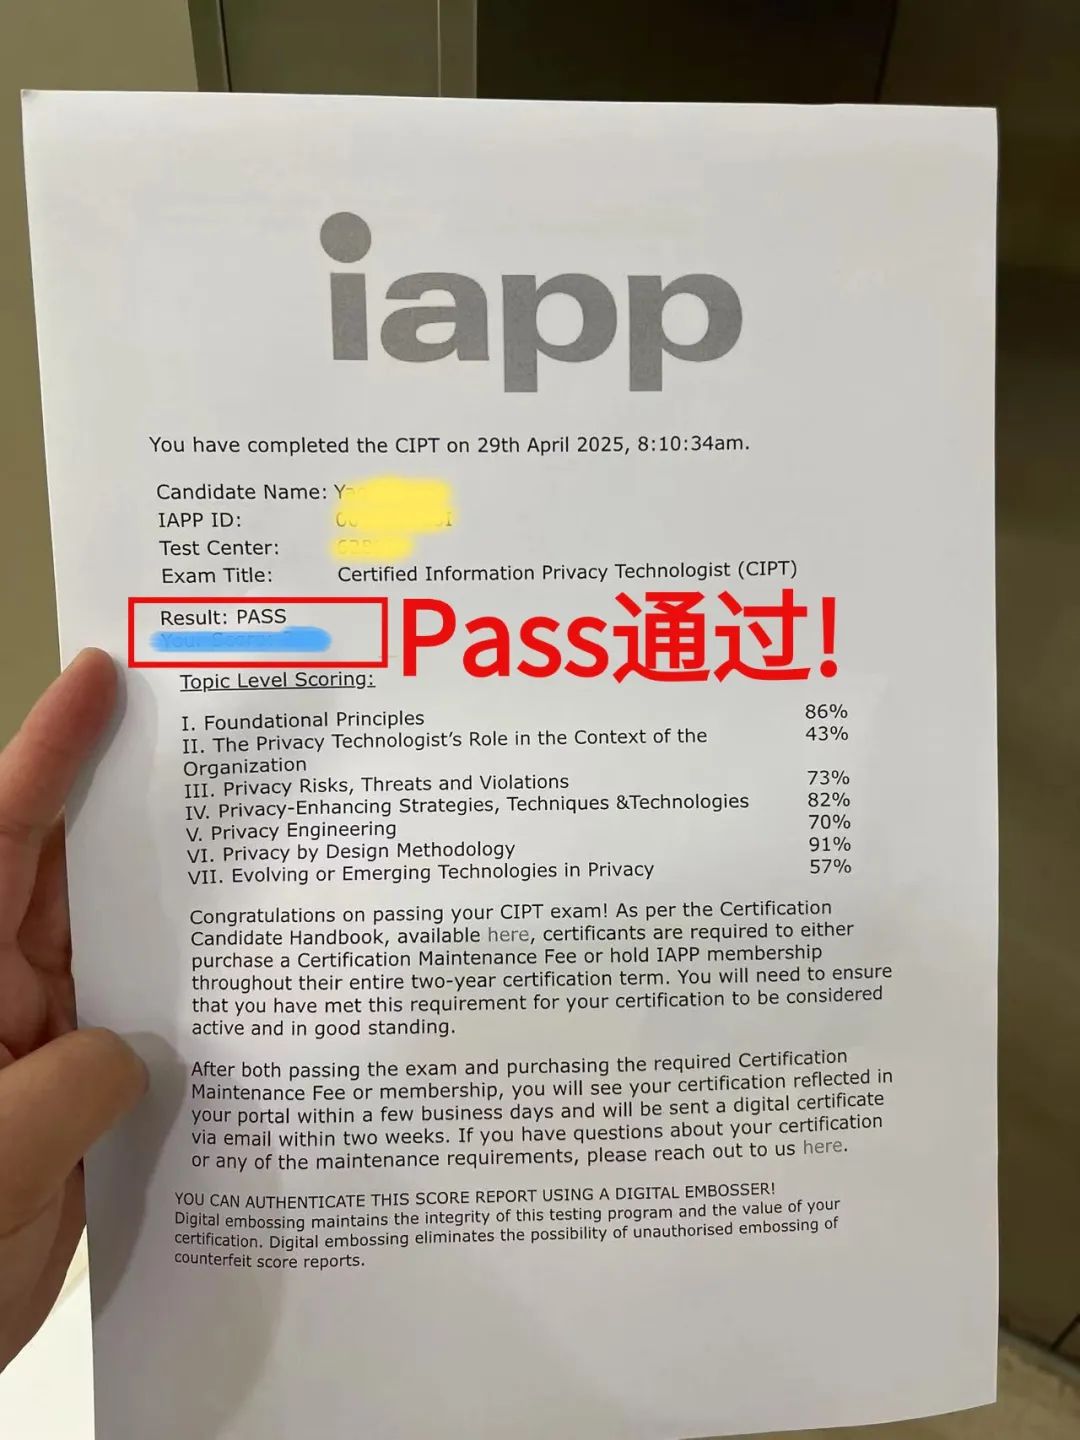 iapp
You have completed the CIPT on 29th April 2025, 8:10:34am.
Candidate Name:
IAPP ID:
Test Center:
Exam Title: Certified Information Privacy Technologist (CIPT)
Result: PASS
Pass通过!
Topic Level Scoring:
I. Foundational Principles 86%
II. The Privacy Technologist's Role in the Context of the 43%
Organization
III. Privacy Risks, Threats and Violations 73%
IV. Privacy-Enhancing Strategies, Techniques &Technologies 82%
V. Privacy Engineering 70%
VI. Privacy by Design Methodology 91%
VII. Evolving or Emerging Technologies in Privacy 57%
Congratulations on passing your CIPT exam! As per the Certification
Candidate Handbook, available here, certificants are required to either
purchase a Certification Maintenance Fee or hold IAPP membership
throughout their entire two-year certification term. You will need to ensure
that you have met this requirement for your certification to be considered
active and in good standing.
After both passing the exam and purchasing the required Certification
Maintenance Fee or membership, you will see your certification reflected in
your portal within a few business days and will be sent a digital certificate
via email within two weeks. If you have questions about your certification
or any of the maintenance requirements, please reach out to us here.
YOU CAN AUTHENTICATE THIS SCORE REPORT USING A DIGITAL EMBOSSER!
Digital embossing maintains the integrity of this testing program and the value of your
certification. Digital embossing eliminates the possibility of unauthorised embossing of
counterfeit score reports.